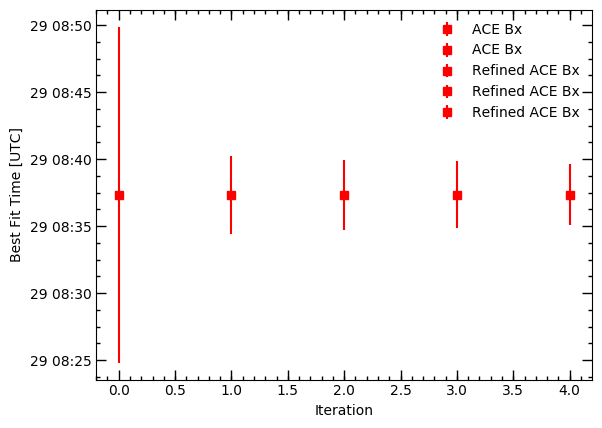 29 08:50
29 08:45
29 08:40
29 08:35
29 08:30
29 08:25
Best Fit Time [UTC]
ACE Bx
ACE Bx
Refined ACE Bx
Refined ACE Bx
Refined ACE Bx
0.0 0.5 1.0 1.5 2.0 2.5 3.0 3.5 4.0
Iteration